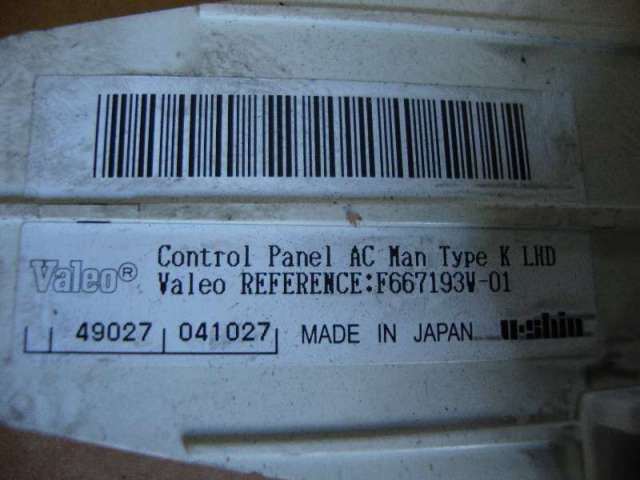 Valeo® Control Panel AC Man Type K LHD
Valeo REFERENCE:F667193V-01
49027 041027 MADE IN JAPAN u-shin